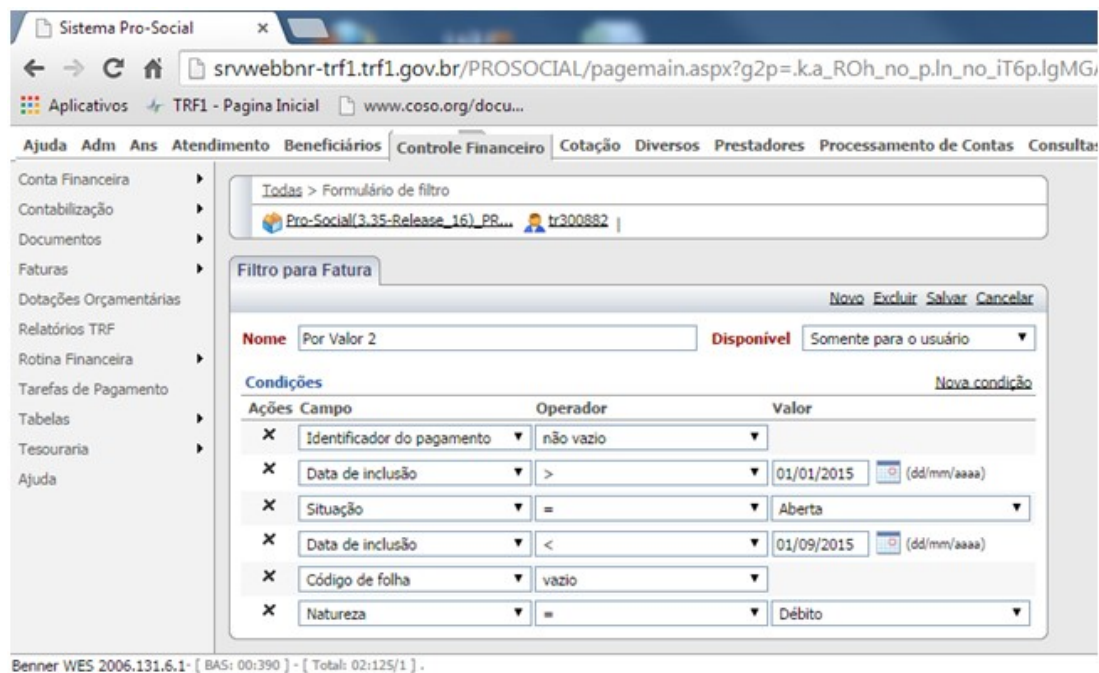 Sistema Pro-Social
srvwebbnr-trf1.trf1.gov.br/PROSOCIAL/pagemain.aspx?g2p=.k.a_ROh_no_p.ln_no_iT6p.lgMGA
Aplicativos TRF1 - Pagina Inicial www.coso.org/docu...
Ajuda Adm Ans Atendimento Beneficiários Controle Financeiro Cotação Diversos Prestadores Processamento de Contas Consultas
Conta Financeira
Contabilização
Documentos
Faturas
Dotações Orçamentárias
Relatórios TRF
Rotina Financeira
Tarefas de Pagamento
Tabelas
Tesouraria
Ajuda
Todas > Formulário de filtro
Pro-Social(3.35-Release_16)_PR... tr300882 |
Filtro para Fatura
Novo Excluir Salvar Cancelar
Nome Por Valor 2 Disponível Somente para o usuário
Condições Nova condição
Ações Campo Operador Valor
Identificador do pagamento não vazio
Data de inclusão > 01/01/2015 (dd/mm/aaaa)
Situação = Aberta
Data de inclusão < 01/09/2015 (dd/mm/aaaa)
Código de folha vazio
Natureza = Débito
Benner WES 2006.131.6.1- [ BAS: 00:390 ] - [ Total: 02:125/1 ] .